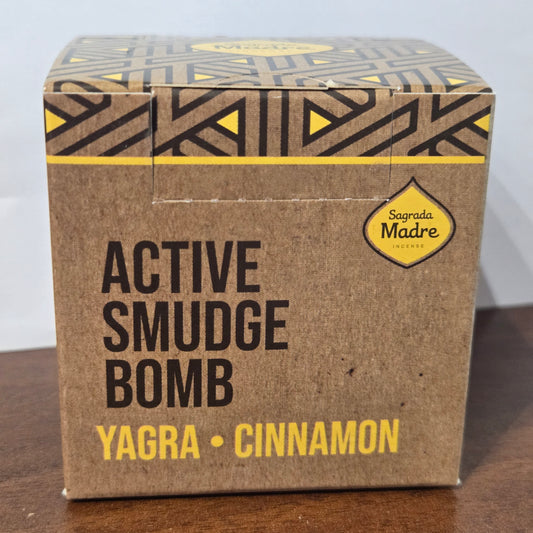 Madre
Sagrada
Madre
INCENSE
ACTIVE
SMUDGE
BOMB
YAGRA • CINNAMON